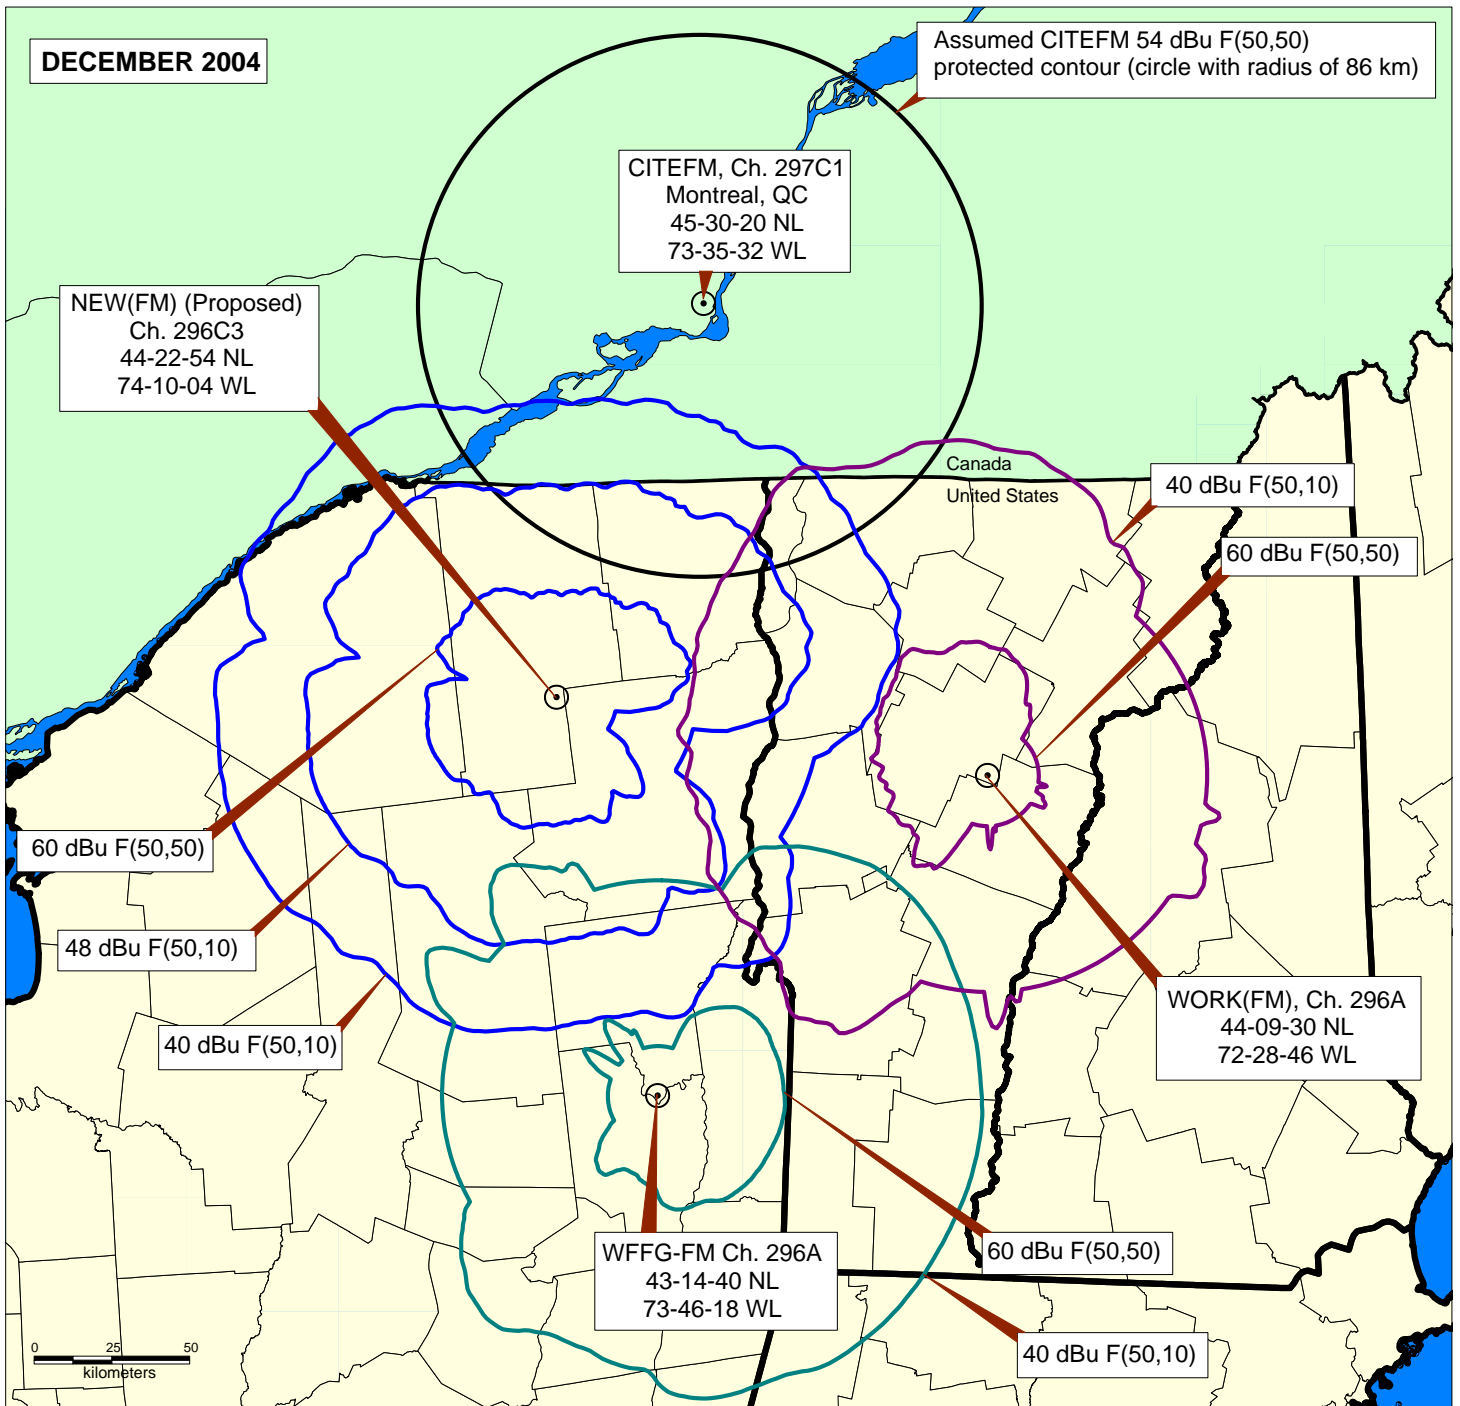 DECEMBER 2004
Assumed CITEFM 54 dBu F(50,50)
protected contour (circle with radius of 86 km)
CITEFM, Ch. 297C1
Montreal, QC
45-30-20 NL
73-35-32 WL
NEW(FM) (Proposed)
Ch. 296C3
44-22-54 NL
74-10-04 WL
Canada
United States
40 dBu F(50,10)
60 dBu F(50,50)
60 dBu F(50,50)
48 dBu F(50,10)
40 dBu F(50,10)
WORK(FM), Ch. 296A
44-09-30 NL
72-28-46 WL
WFFG-FM Ch. 296A
43-14-40 NL
73-46-18 WL
60 dBu F(50,50)
40 dBu F(50,10)
0 25 50
kilometers